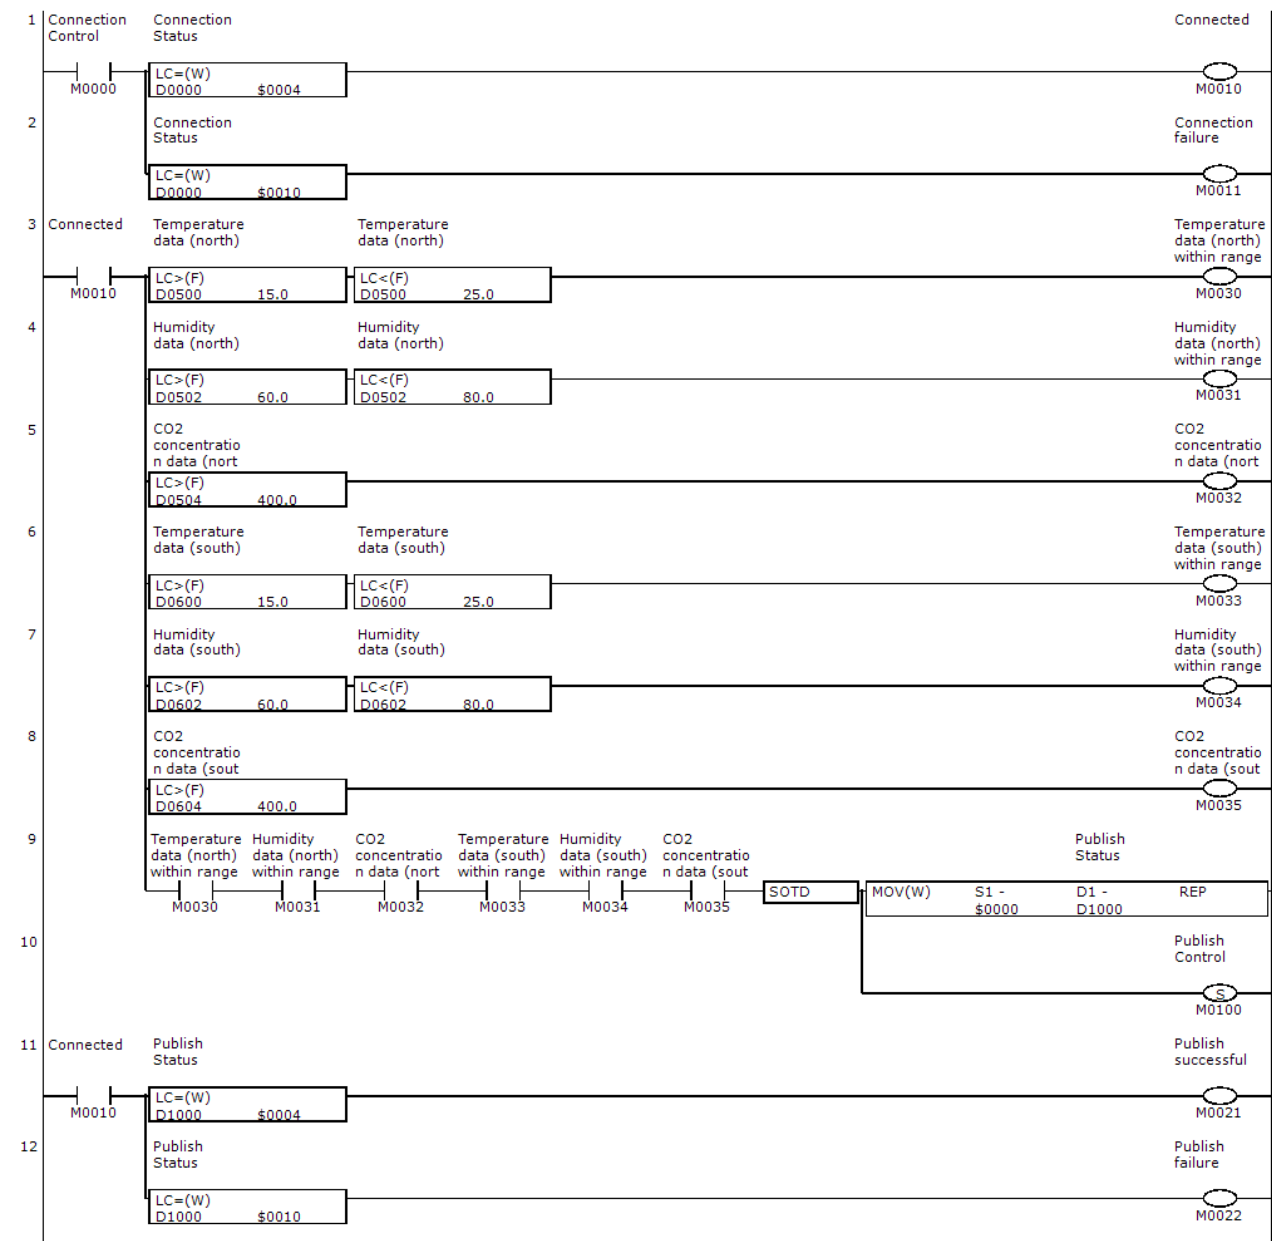 1 Connection Connection Connected
Control Status
LC=(W)
M0000 D0000 $0004 M0010
2 Connection Connection
Status failure
LC=(W)
D0000 $0010 M0011
3 Connected Temperature Temperature Temperature
data (north) data (north) data (north)
within range
LC>(F) LC<(F)
M0010 D0500 15.0 D0500 25.0 M0030
4 Humidity Humidity Humidity
data (north) data (north) data (north)
within range
LC>(F) LC<(F)
D0502 60.0 D0502 80.0 M0031
5 CO2 CO2
concentratio concentratio
n data (nort n data (nort
LC>(F)
D0504 400.0 M0032
6 Temperature Temperature Temperature
data (south) data (south) data (south)
within range
LC>(F) LC<(F)
D0600 15.0 D0600 25.0 M0033
7 Humidity Humidity Humidity
data (south) data (south) data (south)
within range
LC>(F) LC<(F)
D0602 60.0 D0602 80.0 M0034
8 CO2 CO2
concentratio concentratio
n data (sout n data (sout
LC>(F)
D0604 400.0 M0035
9 Temperature Humidity CO2 Temperature Humidity CO2 Publish
data (north) data (north) concentratio data (south) data (south) concentratio Status
within range within range n data (nort within range within range n data (sout
SOTD MOV(W) S1 - D1 - REP
M0030 M0031 M0032 M0033 M0034 M0035 $0000 D1000
10 Publish
Control
S
M0100
11 Connected Publish Publish
Status successful
LC=(W)
M0010 D1000 $0004 M0021
12 Publish Publish
Status failure
LC=(W)
D1000 $0010 M0022